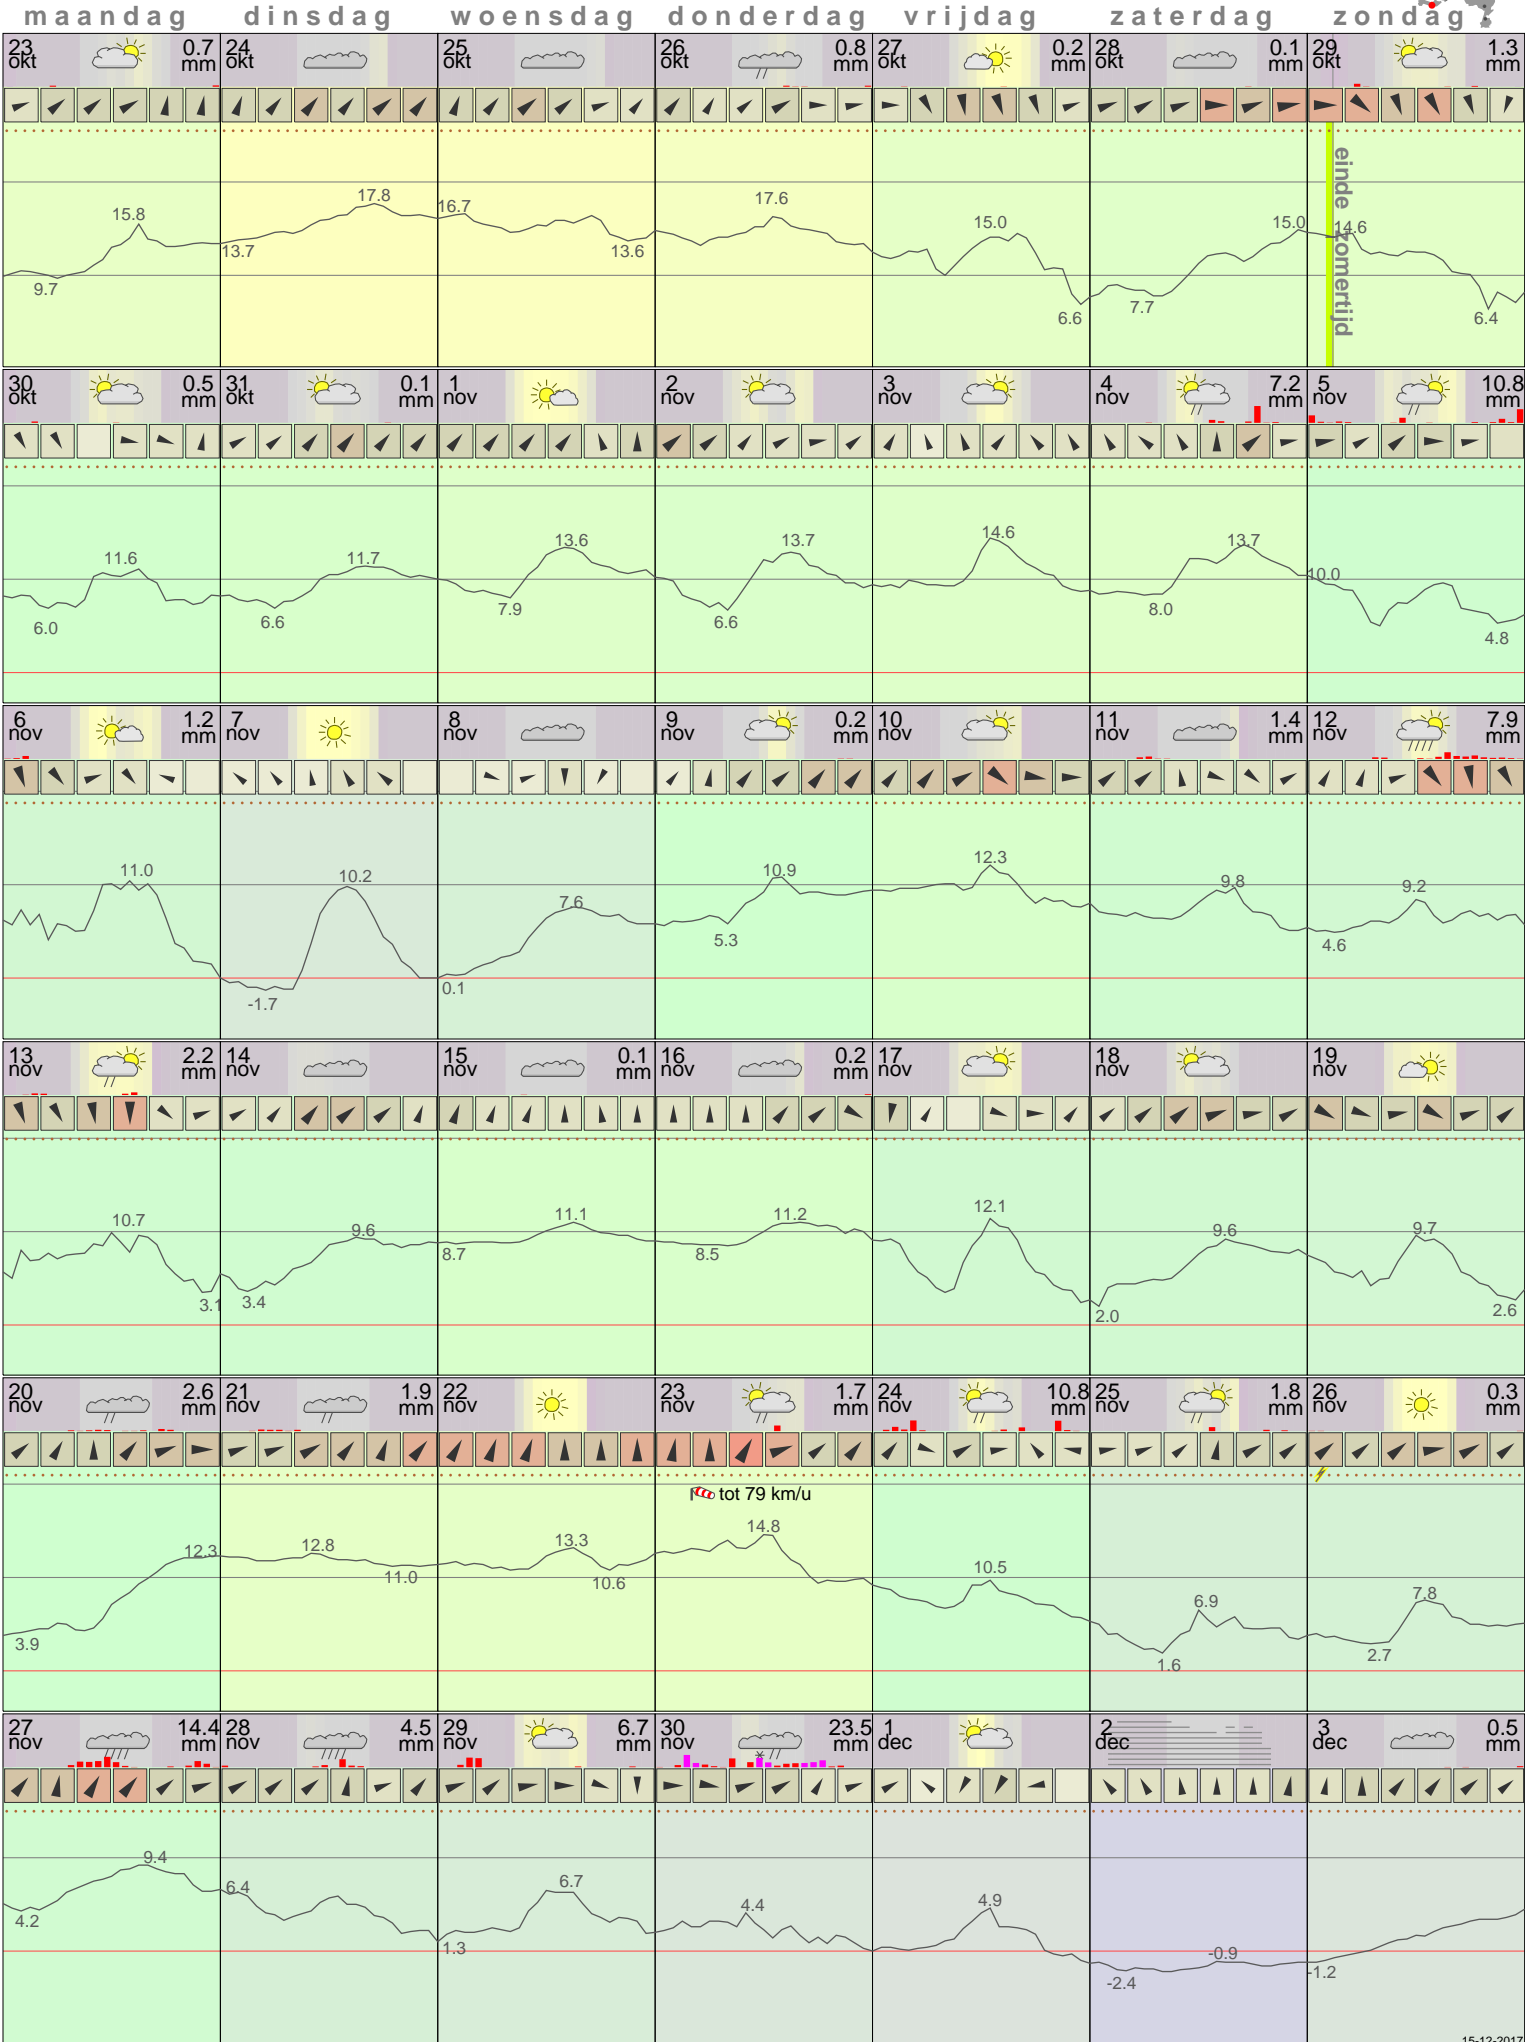 maandag dinsdag woensdag donderdag vrijdag zaterdag zondag
23 okt 0.7 mm 24 okt 25 okt 26 okt 0.8 mm 27 okt 0.2 mm 28 okt 0.1 mm 29 okt 1.3 mm
einde zomertijd
15.8 9.7 13.7 17.8 16.7 13.6 17.6 15.0 6.6 7.7 15.0 14.6 6.4
30 okt 0.5 mm 31 okt 0.1 mm 1 nov 2 nov 3 nov 4 nov 7.2 mm 5 nov 10.8 mm
11.6 6.0 11.7 6.6 13.6 7.9 13.7 6.6 14.6 13.7 8.0 10.0 4.8
6 nov 1.2 mm 7 nov 8 nov 9 nov 0.2 mm 10 nov 11 nov 1.4 mm 12 nov 7.9 mm
11.0 10.2 -1.7 7.6 0.1 10.9 5.3 12.3 9.8 9.2 4.6
13 nov 2.2 mm 14 nov 15 nov 0.1 mm 16 nov 0.2 mm 17 nov 18 nov 19 nov
10.7 3.1 9.6 3.4 11.1 8.7 11.2 8.5 12.1 9.6 2.0 9.7 2.6
20 nov 2.6 mm 21 nov 1.9 mm 22 nov 23 nov 1.7 mm 24 nov 10.8 mm 25 nov 1.8 mm 26 nov 0.3 mm
tot 79 km/u
12.3 3.9 12.8 11.0 13.3 10.6 14.8 10.5 6.9 1.6 7.8 2.7
27 nov 14.4 mm 28 nov 4.5 mm 29 nov 6.7 mm 30 nov 23.5 mm 1 dec 2 dec 3 dec 0.5 mm
9.4 4.2 6.4 6.7 1.3 4.4 4.9 -0.9 -2.4 -1.2
15-12-2017